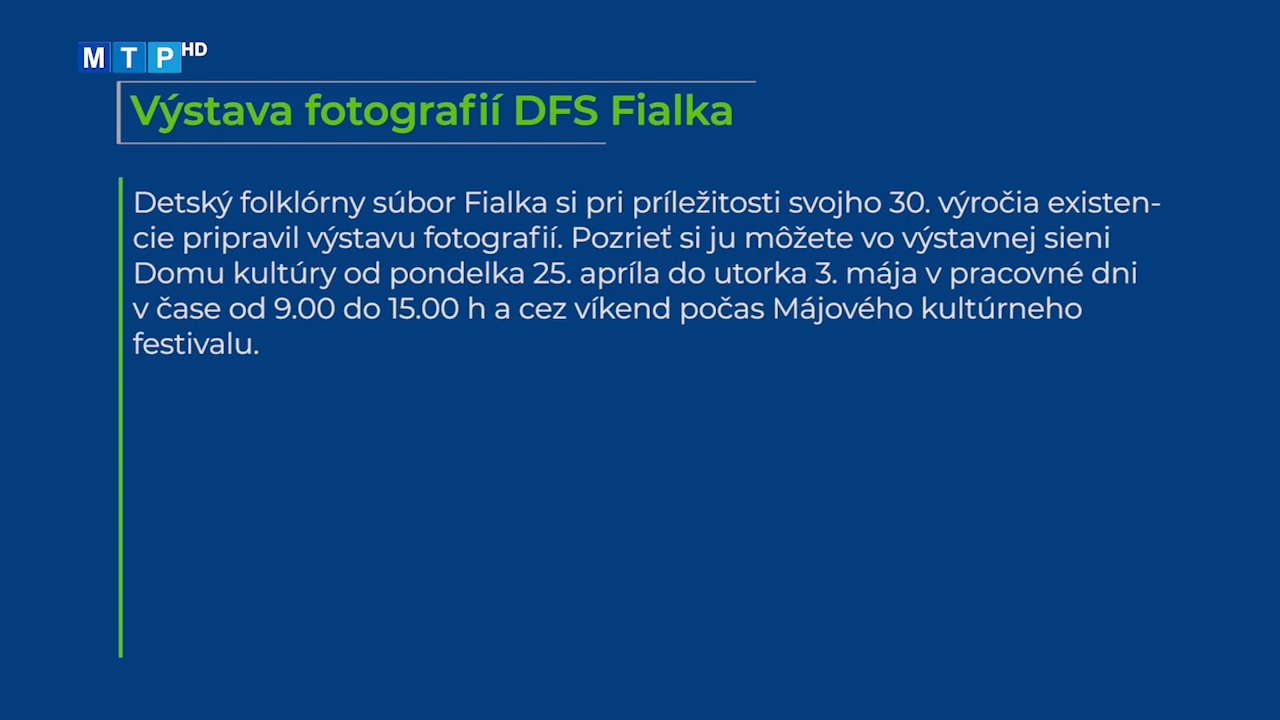 MTP HD
Výstava fotografií DFS Fialka
Detský folklórny súbor Fialka si pri príležitosti svojho 30. výročia existen-
cie pripravil výstavu fotografií. Pozrieť si ju môžete vo výstavnej sieni
Domu kultúry od pondelka 25. apríla do utorka 3. mája v pracovné dni
v čase od 9.00 do 15.00 h a cez víkend počas Májového kultúrneho
festivalu.